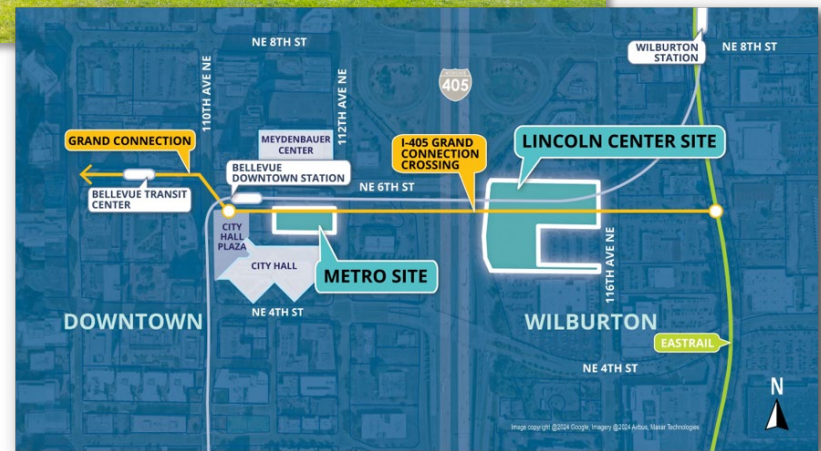 NE 8TH ST
WILBURTON
STATION
NE 8TH ST
110TH AVE NE
112TH AVE NE
INTERSTATE
405
GRAND CONNECTION
MEYDENBAUER
CENTER
I-405 GRAND
CONNECTION
CROSSING
LINCOLN CENTER SITE
BELLEVUE
DOWNTOWN STATION
NE 6TH ST
BELLEVUE TRANSIT
CENTER
CITY
HALL
PLAZA
CITY HALL
METRO SITE
116TH AVE NE
NE 4TH ST
DOWNTOWN
WILBURTON
EASTRAIL
NE 4TH ST
N
Image copyright @2024 Google; Imagery @2024 Airbus, Maxar Technologies